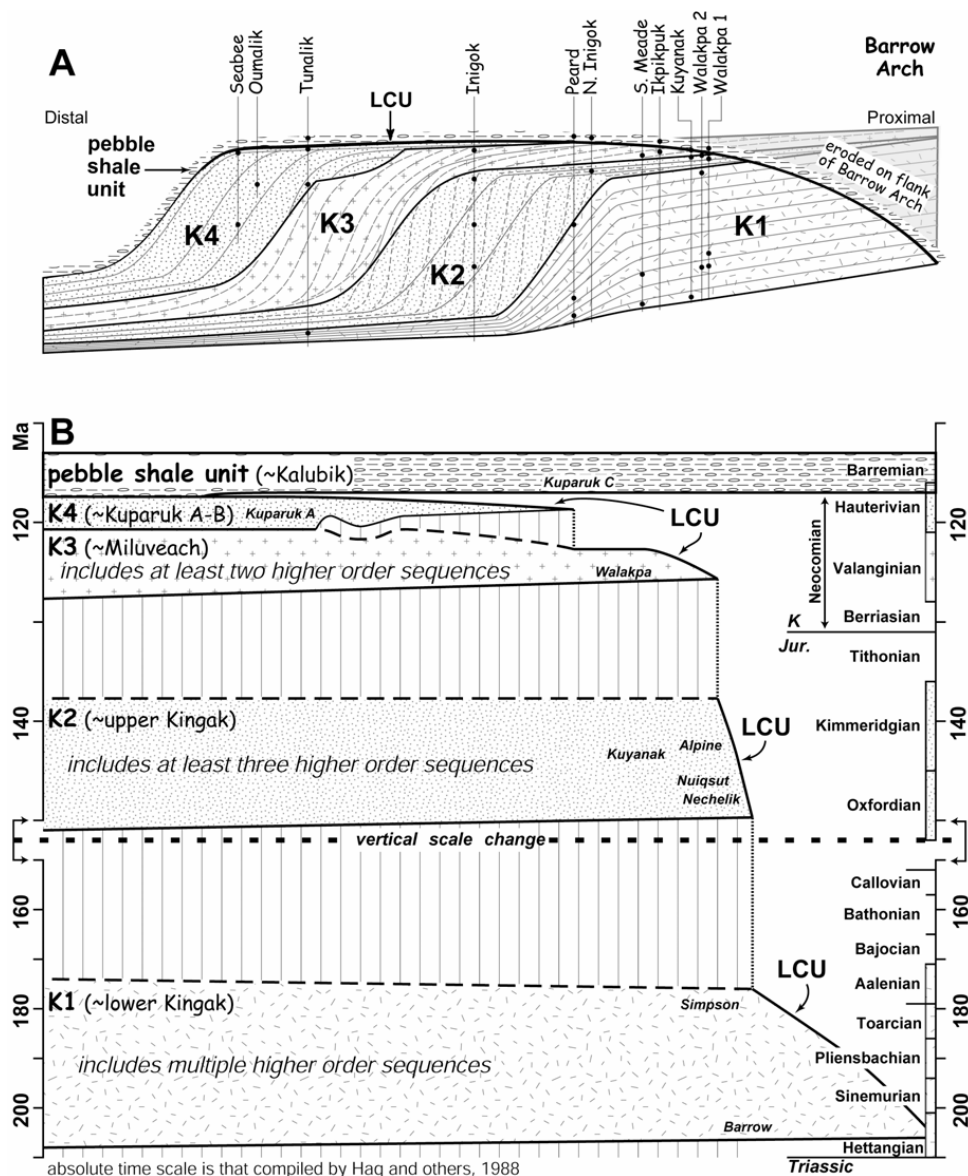 A
Seabee
Oumalik
Tunalik
Inigok
Peard
N. Inigok
S. Meade
Ikpikpuk
Kuyanak
Walakpa 2
Walakpa 1
Barrow
Arch
Distal
LCU
Proximal
pebble
shale
unit
eroded on flank
of Barrow Arch
K4
K3
K2
K1
Ma
B
pebble shale unit (~Kalubik)
Barremian
Kuparuk C
K4 (~Kuparuk A-B)
Kuparuk A
LCU
Hauterivian
120
120
K3 (~Miluveach)
includes at least two higher order sequences
Walakpa
Neocomian
Valanginian
Berriasian
K
Jur.
Tithonian
K2 (~upper Kingak)
140
140
LCU
Kimmeridgian
Alpine
Kuyanak
includes at least three higher order sequences
Nuiqsut
Nechelik
Oxfordian
vertical scale change
Callovian
160
160
Bathonian
Bajocian
LCU
Aalenian
K1 (~lower Kingak)
Simpson
180
180
Toarcian
includes multiple higher order sequences
Pliensbachian
Sinemurian
200
200
Barrow
Hettangian
absolute time scale is that compiled by Haq and others, 1988
Triassic